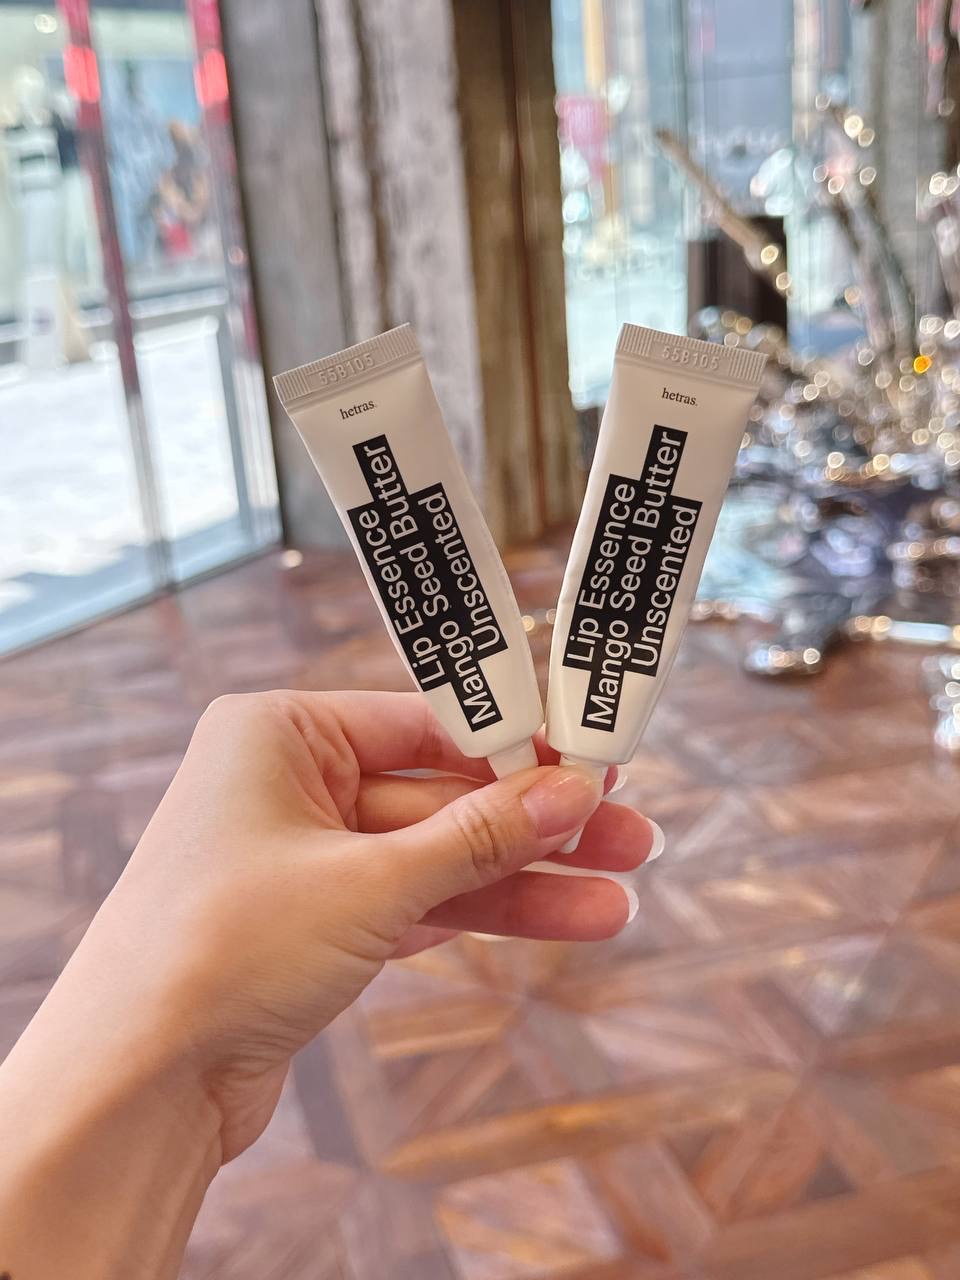 55B105
hetras.
Lip Essence
Mango Seed Butter
Unscented
55B105
hetras.
Lip Essence
Mango Seed Butter
Unscented